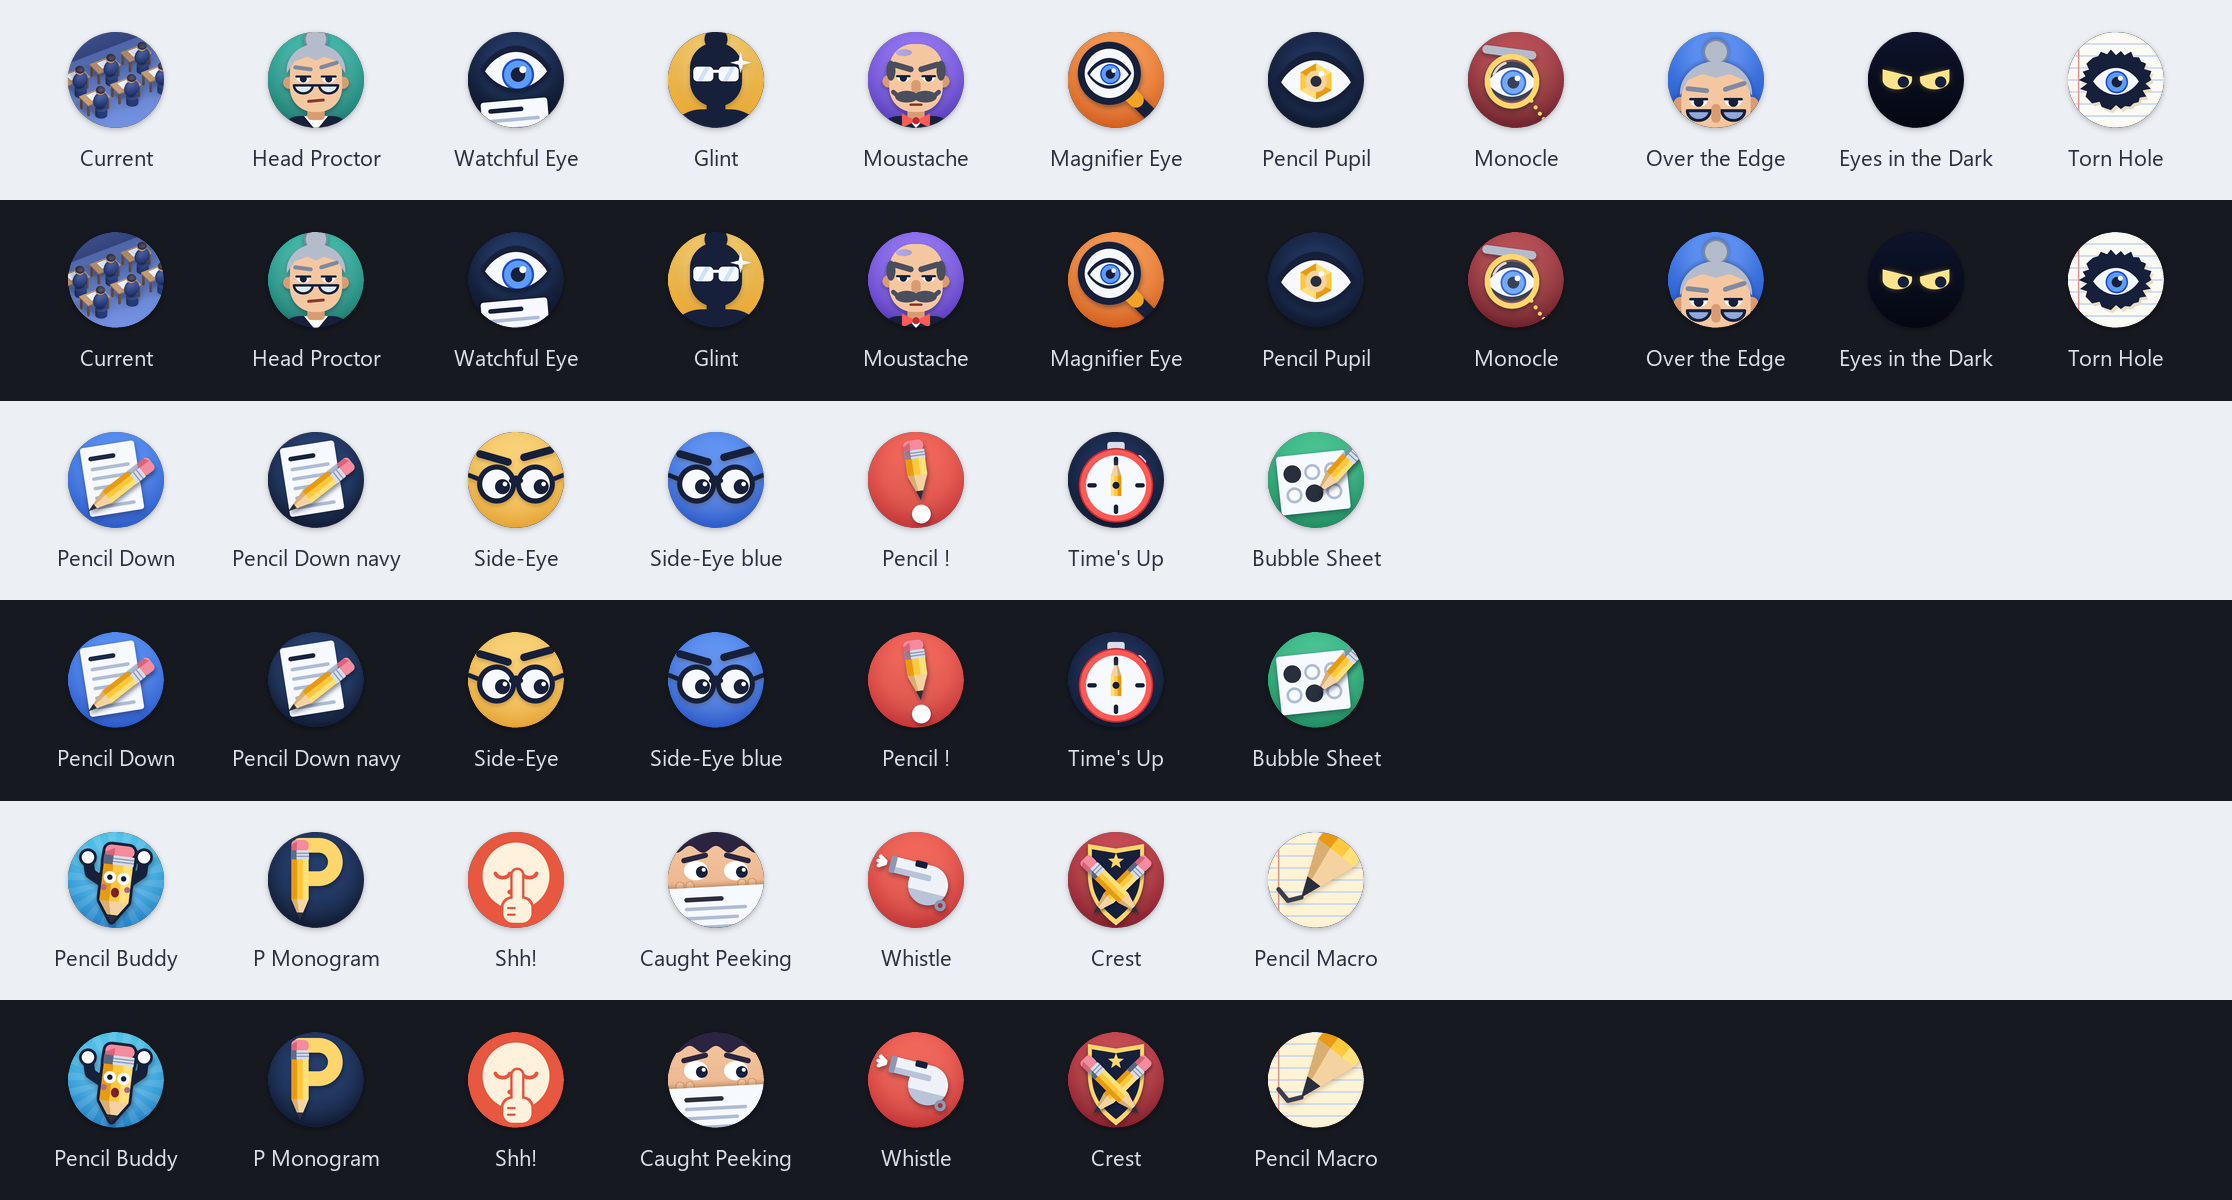 Current Head Proctor Watchful Eye Glint Moustache Magnifier Eye Pencil Pupil Monocle Over the Edge Eyes in the Dark Torn Hole
Current Head Proctor Watchful Eye Glint Moustache Magnifier Eye Pencil Pupil Monocle Over the Edge Eyes in the Dark Torn Hole
Pencil Down Pencil Down navy Side-Eye Side-Eye blue Pencil ! Time's Up Bubble Sheet
Pencil Down Pencil Down navy Side-Eye Side-Eye blue Pencil ! Time's Up Bubble Sheet
P
Pencil Buddy P Monogram Shh! Caught Peeking Whistle Crest Pencil Macro
P
Pencil Buddy P Monogram Shh! Caught Peeking Whistle Crest Pencil Macro